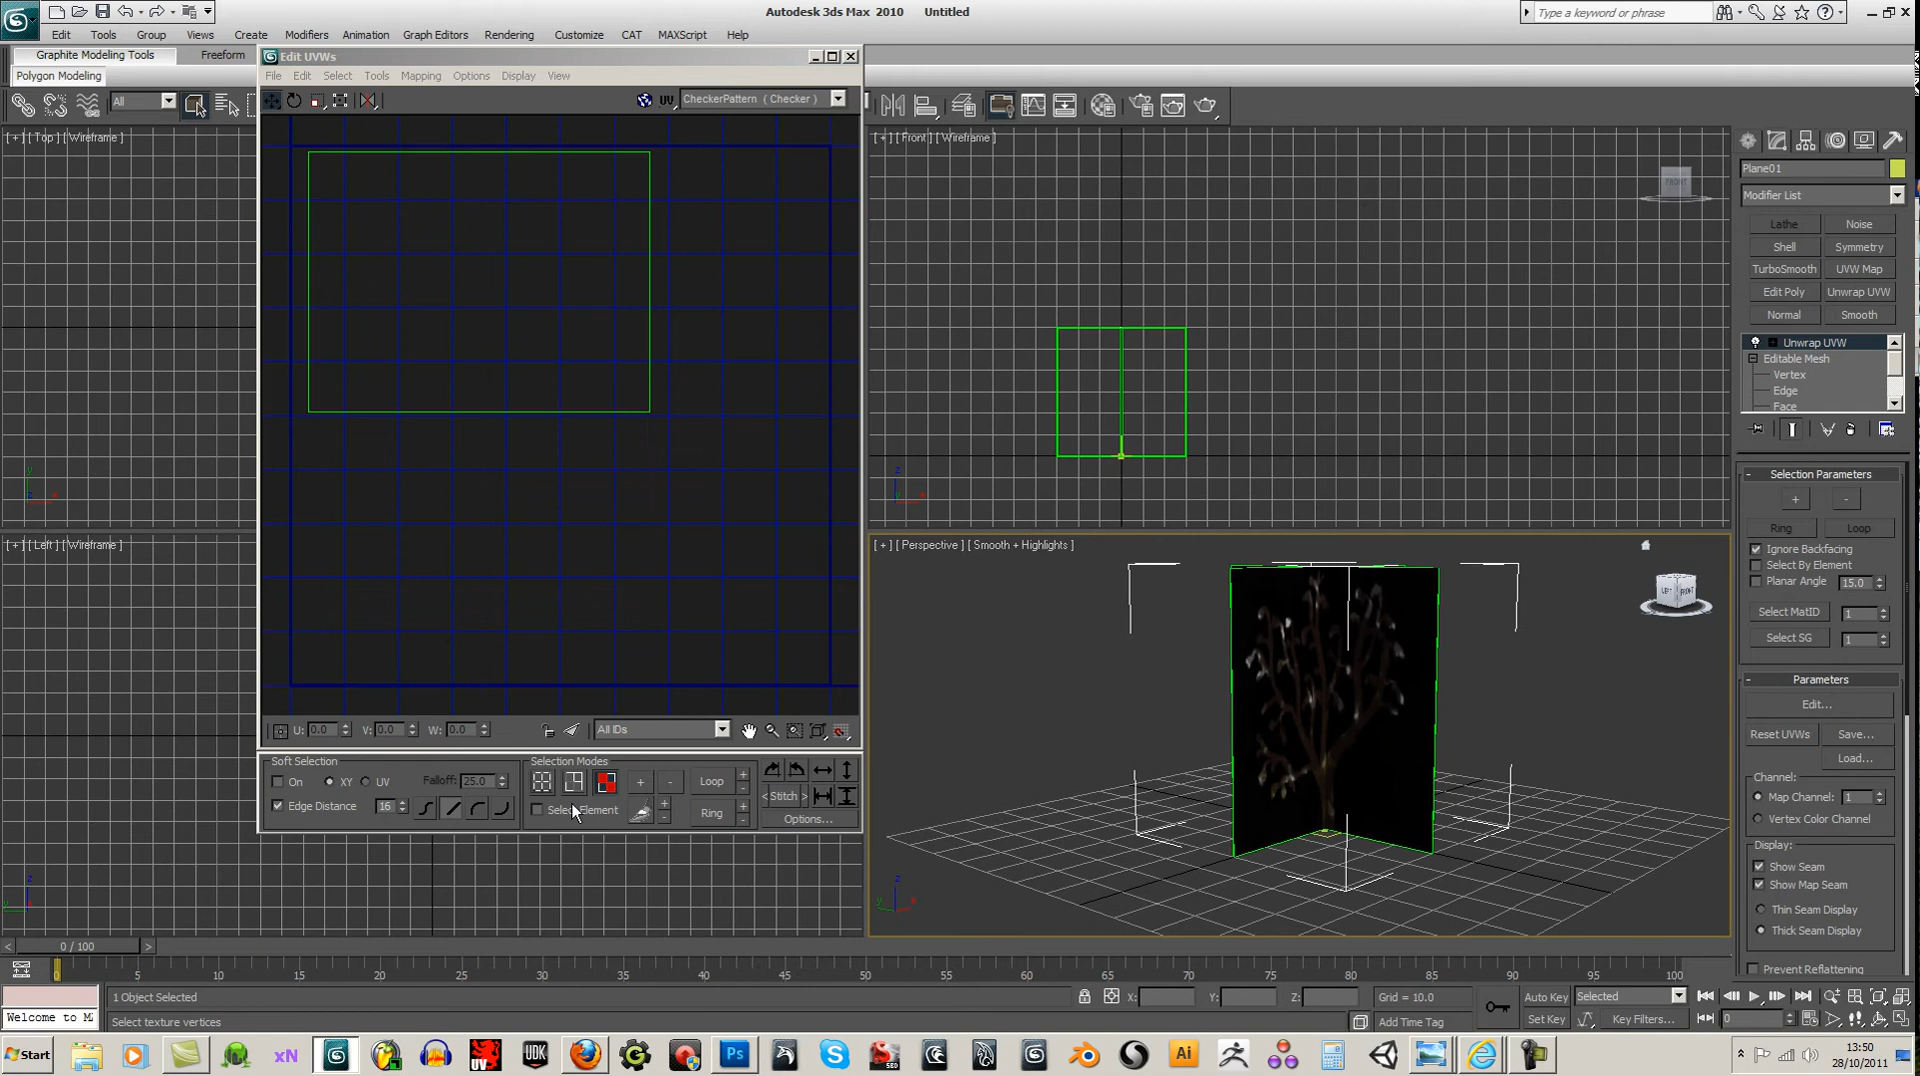 Autodesk 3ds Max 2010 Untitled
Type a keyword or phrase
Edit Tools Group Views Create Modifiers Animation Graph Editors Rendering Customize CAT MAXScript Help
Graphite Modeling Tools Freeform
Polygon Modeling
All
Edit UVWs
File Edit Select Tools Mapping Options Display View
UV CheckerPattern ( Checker )
[ + ] [ Top ] [ Wireframe ]
[ + ] [ Front ] [ Wireframe ]
FRONT
[ + ] [ Left ] [ Wireframe ]
[ + ] [ Perspective ] [ Smooth + Highlights ]
LEFT FRONT
U: 0.0 V: 0.0 W: 0.0 All IDs
Soft Selection
On XY UV Falloff: 25.0
Edge Distance 16
Selection Modes
+ - Loop
Select Element
Ring
Stitch
Options...
Plane01
Modifier List
Lathe Noise
Shell Symmetry
TurboSmooth UVW Map
Edit Poly Unwrap UVW
Normal Smooth
Unwrap UVW
Editable Mesh
Vertex
Edge
Face
- Selection Parameters
+ -
Ring Loop
Ignore Backfacing
Select By Element
Planar Angle 15.0
Select MatID 1
Select SG 1
- Parameters
Edit...
Reset UVWs Save...
Load...
Channel:
Map Channel: 1
Vertex Color Channel
Display:
Show Seam
Show Map Seam
Thin Seam Display
Thick Seam Display
Prevent Reflattening
< 0 / 100 >
0 5 10 15 20 25 30 35 40 45 50 55 60 65 70 75 80 85 90 95 100
1 Object Selected X: Y: Z: Grid = 10.0 Auto Key Selected
Welcome to MA Select texture vertices Add Time Tag Set Key Key Filters... 0
Start
13:50
28/10/2011